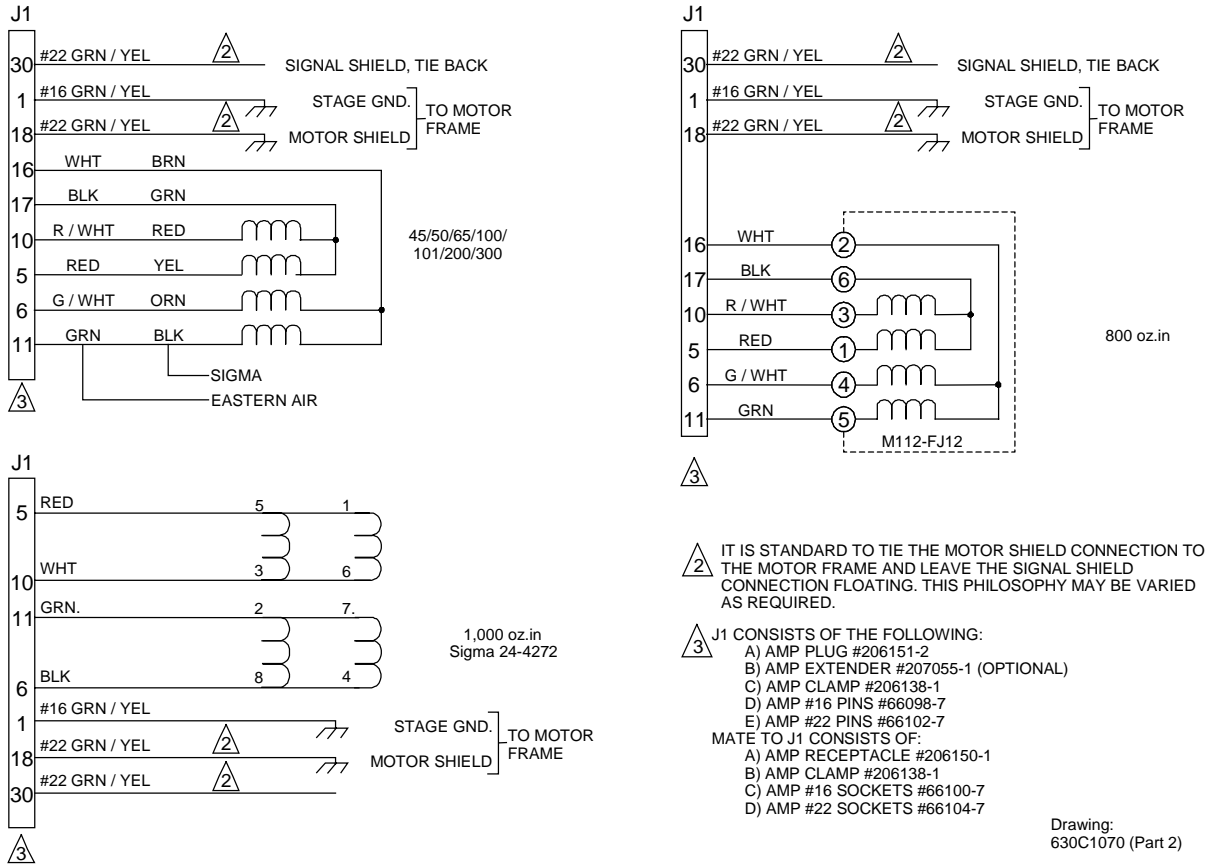 J1
30 #22 GRN / YEL 2 SIGNAL SHIELD, TIE BACK
1 #16 GRN / YEL STAGE GND.
TO MOTOR
FRAME
18 #22 GRN / YEL 2 MOTOR SHIELD
16 WHT BRN
17 BLK GRN
10 R / WHT RED
5 RED YEL
6 G / WHT ORN
11 GRN BLK
45/50/65/100/
101/200/300
SIGMA
EASTERN AIR
3
J1
30 #22 GRN / YEL 2 SIGNAL SHIELD, TIE BACK
1 #16 GRN / YEL STAGE GND.
TO MOTOR
FRAME
18 #22 GRN / YEL 2 MOTOR SHIELD
16 WHT 2
17 BLK 6
10 R / WHT 3
5 RED 1
6 G / WHT 4
11 GRN 5
M112-FJ12
800 oz.in
3
J1
5 RED 5 1
10 WHT 3 6
11 GRN. 2 7.
6 BLK 8 4
1,000 oz.in
Sigma 24-4272
1 #16 GRN / YEL STAGE GND.
TO MOTOR
FRAME
18 #22 GRN / YEL 2 MOTOR SHIELD
30 #22 GRN / YEL 2
3
2 IT IS STANDARD TO TIE THE MOTOR SHIELD CONNECTION TO
THE MOTOR FRAME AND LEAVE THE SIGNAL SHIELD
CONNECTION FLOATING. THIS PHILOSOPHY MAY BE VARIED
AS REQUIRED.
3 J1 CONSISTS OF THE FOLLOWING:
A) AMP PLUG #206151-2
B) AMP EXTENDER #207055-1 (OPTIONAL)
C) AMP CLAMP #206138-1
D) AMP #16 PINS #66098-7
E) AMP #22 PINS #66102-7
MATE TO J1 CONSISTS OF:
A) AMP RECEPTACLE #206150-1
B) AMP CLAMP #206138-1
C) AMP #16 SOCKETS #66100-7
D) AMP #22 SOCKETS #66104-7
Drawing:
630C1070 (Part 2)